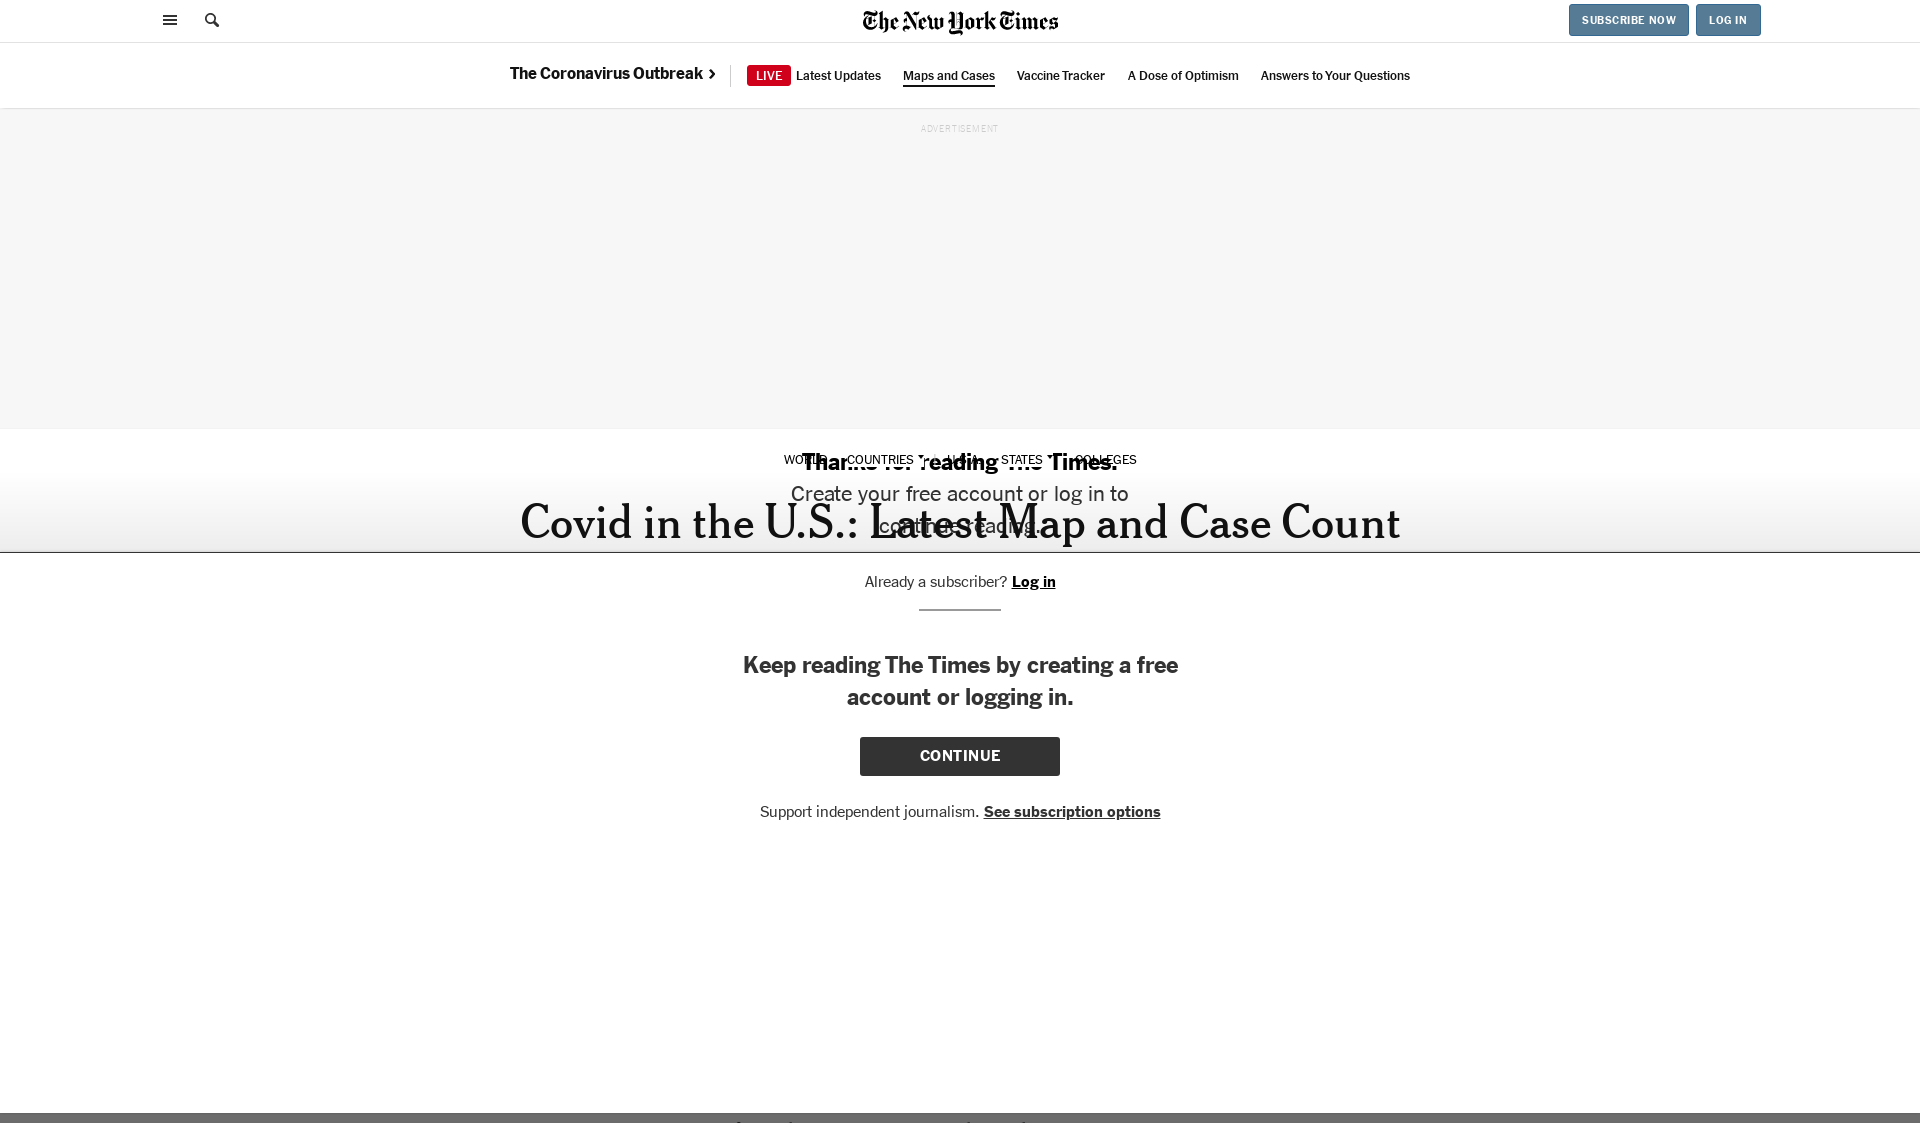 The New York Times
SUBSCRIBE NOW
LOG IN
The Coronavirus Outbreak
LIVE Latest Updates
Maps and Cases
Vaccine Tracker
A Dose of Optimism
Answers to Your Questions
ADVERTISEMENT
WORLD COUNTRIES U.S.A. STATES COLLEGES
Thanks for reading The Times.
Create your free account or log in to
continue reading.
Covid in the U.S.: Latest Map and Case Count
Already a subscriber? Log in
Keep reading The Times by creating a free
account or logging in.
CONTINUE
Support independent journalism. See subscription options